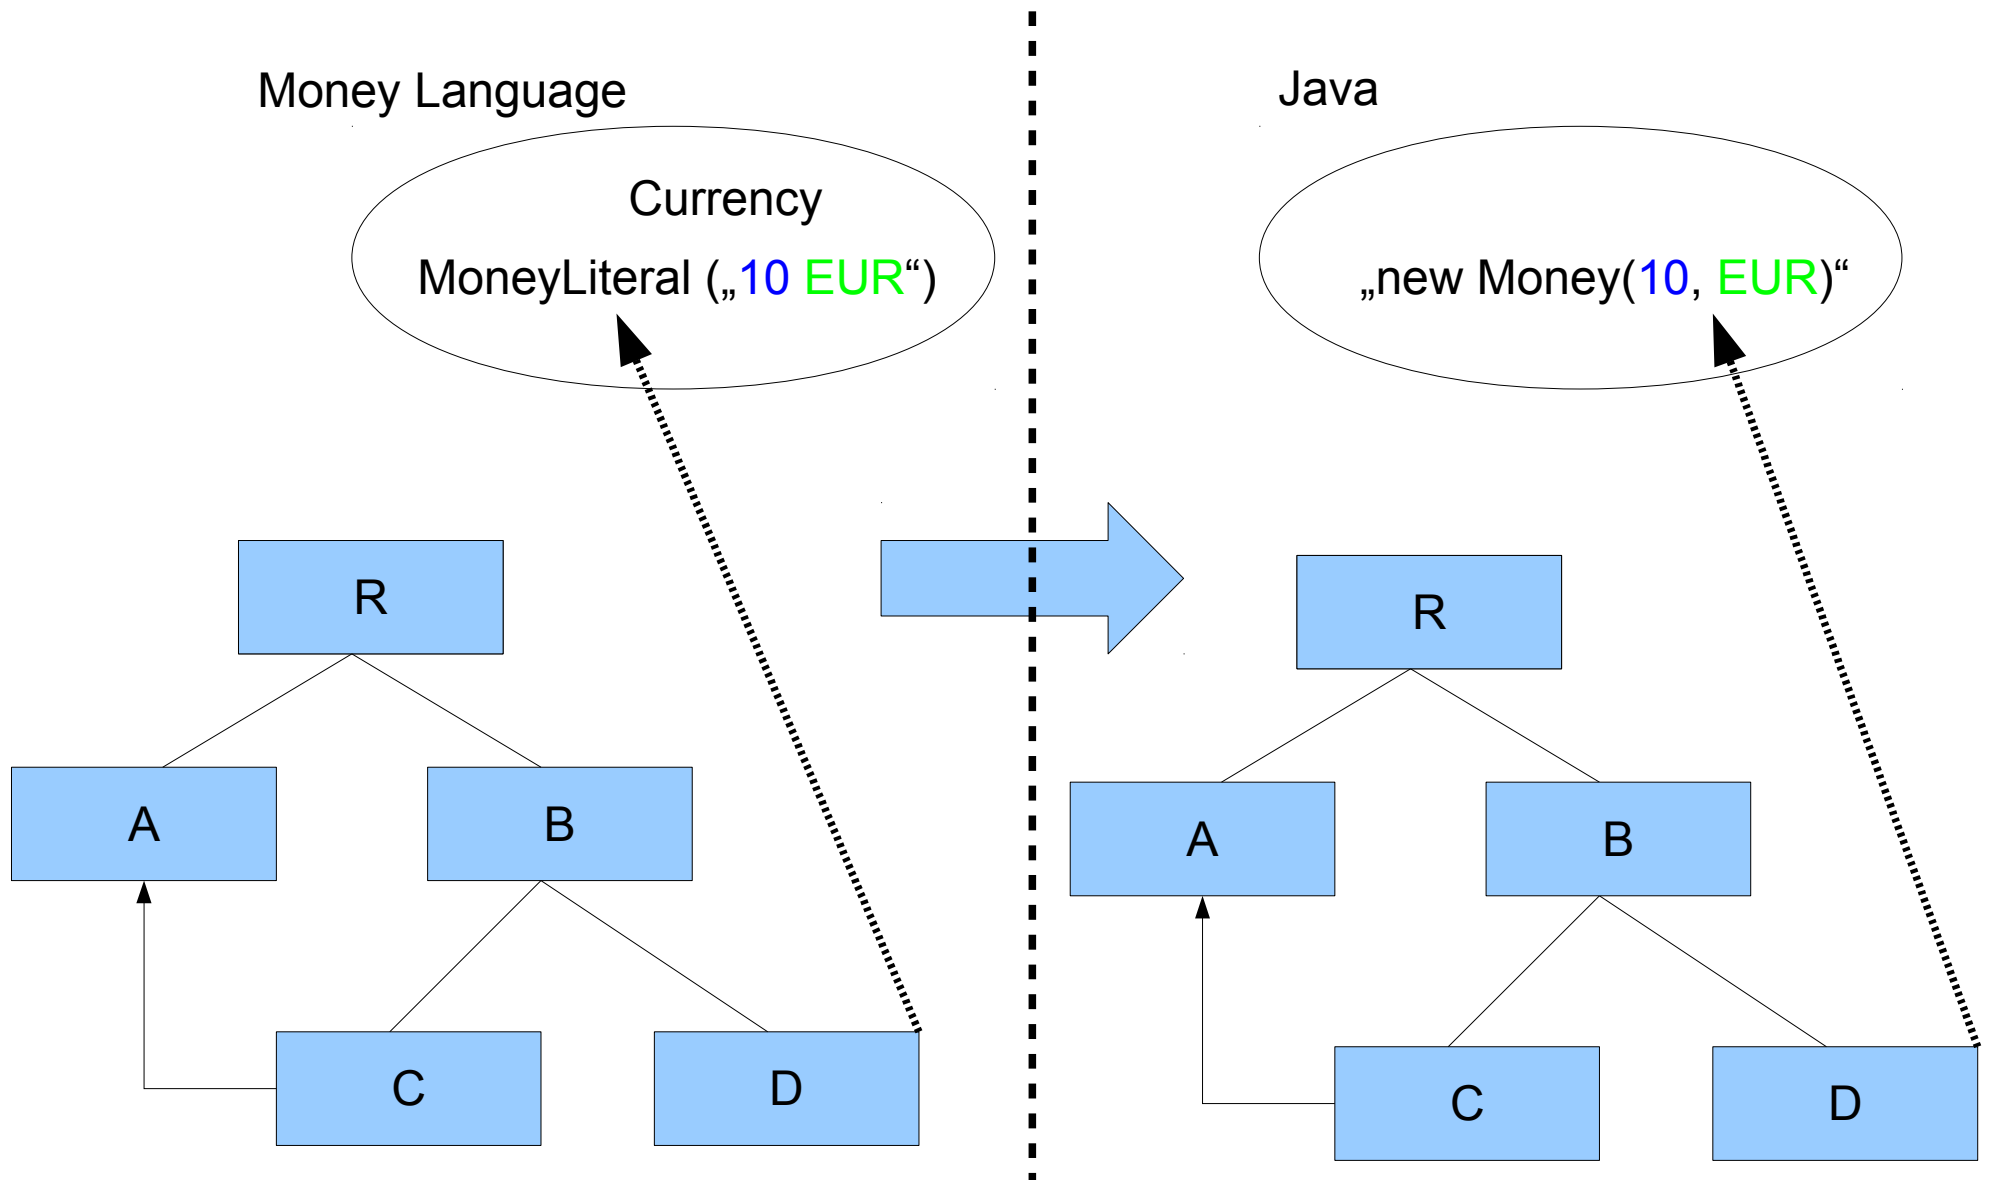 Money Language
Currency
MoneyLiteral („10 EUR“)
R
A
B
C
D
Java
„new Money(10, EUR)“
R
A
B
C
D